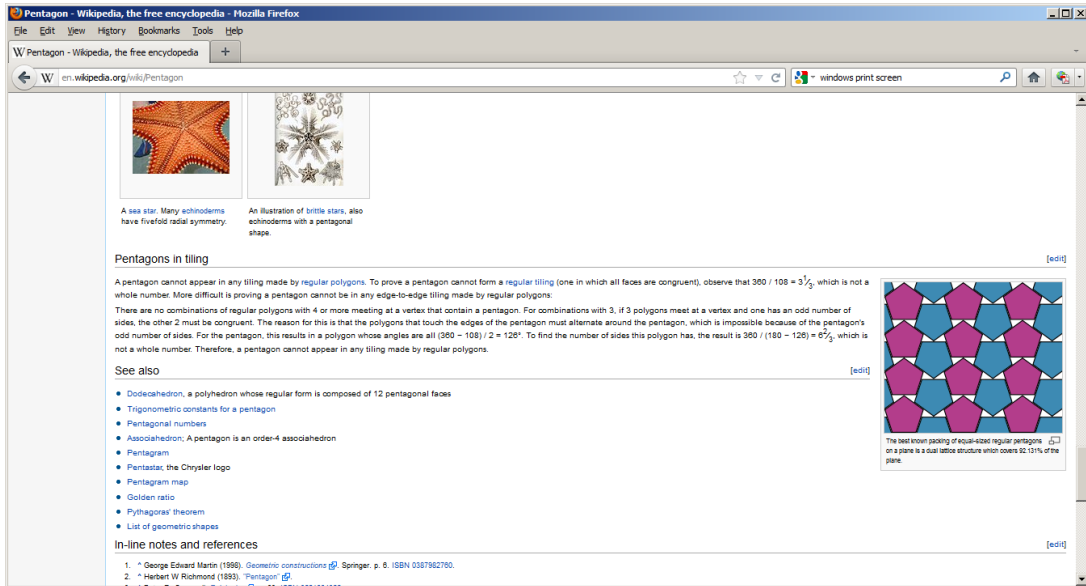 Pentagon - Wikipedia, the free encyclopedia - Mozilla Firefox
File Edit View History Bookmarks Tools Help
W Pentagon - Wikipedia, the free encyclopedia +
W en.wikipedia.org/wiki/Pentagon windows print screen
A sea star. Many echinoderms
have fivefold radial symmetry.
An illustration of brittle stars, also
echinoderms with a pentagonal
shape.
Pentagons in tiling [edit]
A pentagon cannot appear in any tiling made by regular polygons. To prove a pentagon cannot form a regular tiling (one in which all faces are congruent), observe that 360 / 108 = 3 1/3, which is not a
whole number. More difficult is proving a pentagon cannot be in any edge-to-edge tiling made by regular polygons:
There are no combinations of regular polygons with 4 or more meeting at a vertex that contain a pentagon. For combinations with 3, if 3 polygons meet at a vertex and one has an odd number of
sides, the other 2 must be congruent. The reason for this is that the polygons that touch the edges of the pentagon must alternate around the pentagon, which is impossible because of the pentagon's
odd number of sides. For the pentagon, this results in a polygon whose angles are all (360 − 108) / 2 = 126°. To find the number of sides this polygon has, the result is 360 / (180 − 126) = 6 2/3, which is
not a whole number. Therefore, a pentagon cannot appear in any tiling made by regular polygons.
The best known packing of equal-sized regular pentagons
on a plane is a dual lattice structure which covers 92.131% of the
plane.
See also [edit]
Dodecahedron, a polyhedron whose regular form is composed of 12 pentagonal faces
Trigonometric constants for a pentagon
Pentagonal numbers
Associahedron; A pentagon is an order-4 associahedron
Pentagram
Pentastar, the Chrysler logo
Pentagram map
Golden ratio
Pythagoras' theorem
List of geometric shapes
In-line notes and references [edit]
1. ^ George Edward Martin (1998). Geometric constructions. Springer. p. 6. ISBN 0387982760.
2. ^ Herbert W Richmond (1893). "Pentagon".